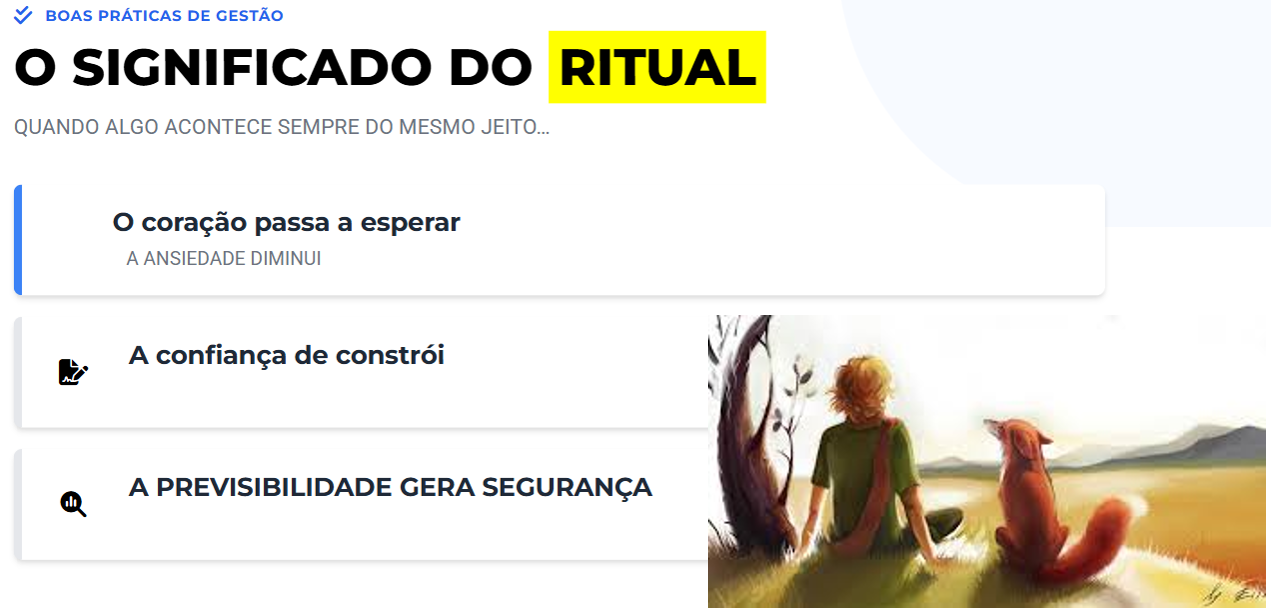 BOAS PRÁTICAS DE GESTÃO
O SIGNIFICADO DO RITUAL
QUANDO ALGO ACONTECE SEMPRE DO MESMO JEITO...
O coração passa a esperar
A ANSIEDADE DIMINUI
A confiança de constrói
A PREVISIBILIDADE GERA SEGURANÇA